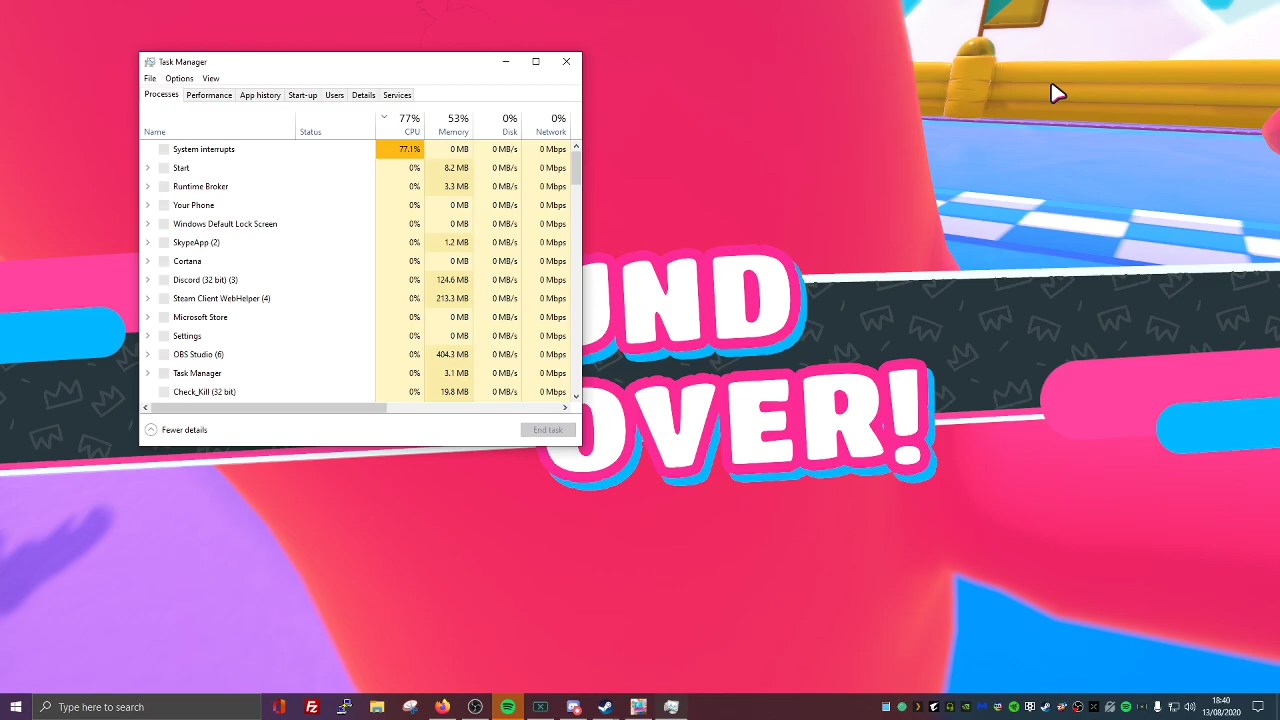 Task Manager
File Options View
Processes Performance App history Start-up Users Details Services
77% 53% 0% 0%
Name Status CPU Memory Disk Network
System interrupts 77.1% 0 MB 0 MB/s 0 Mbps
Start 0% 8.2 MB 0 MB/s 0 Mbps
Runtime Broker 0% 3.3 MB 0 MB/s 0 Mbps
Your Phone 0% 0 MB 0 MB/s 0 Mbps
Windows Default Lock Screen 0% 0 MB 0 MB/s 0 Mbps
SkypeApp (2) 0% 1.2 MB 0 MB/s 0 Mbps
Cortana 0% 0 MB 0 MB/s 0 Mbps
Discord (32 bit) (3) 0% 124.6 MB 0 MB/s 0 Mbps
Steam Client WebHelper (4) 0% 213.3 MB 0 MB/s 0 Mbps
Microsoft Store 0% 0 MB 0 MB/s 0 Mbps
Settings 0% 0 MB 0 MB/s 0 Mbps
OBS Studio (6) 0% 404.3 MB 0 MB/s 0 Mbps
Task Manager 0% 3.1 MB 0 MB/s 0 Mbps
Check_Kill (32 bit) 0% 19.8 MB 0 MB/s 0 Mbps
Fewer details End task
UND
OVER!
Type here to search
18:40
13/08/2020